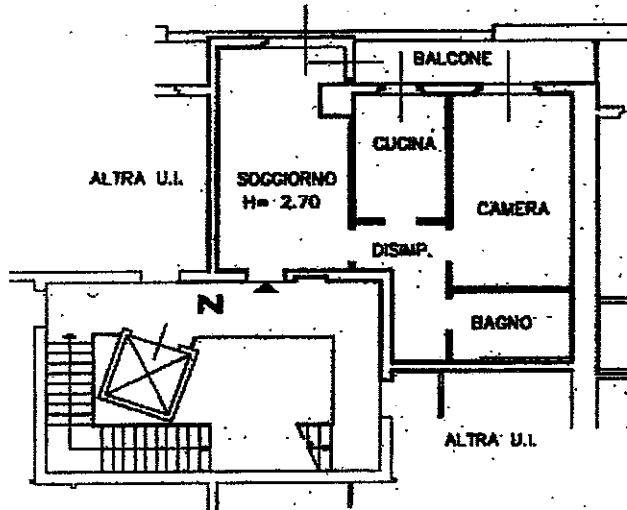 BALCONE
CUCINA
ALTRA U.I.
SOGGIORNO
H= 2.70
CAMERA
DISIMP.
N
BAGNO
ALTRA U.I.